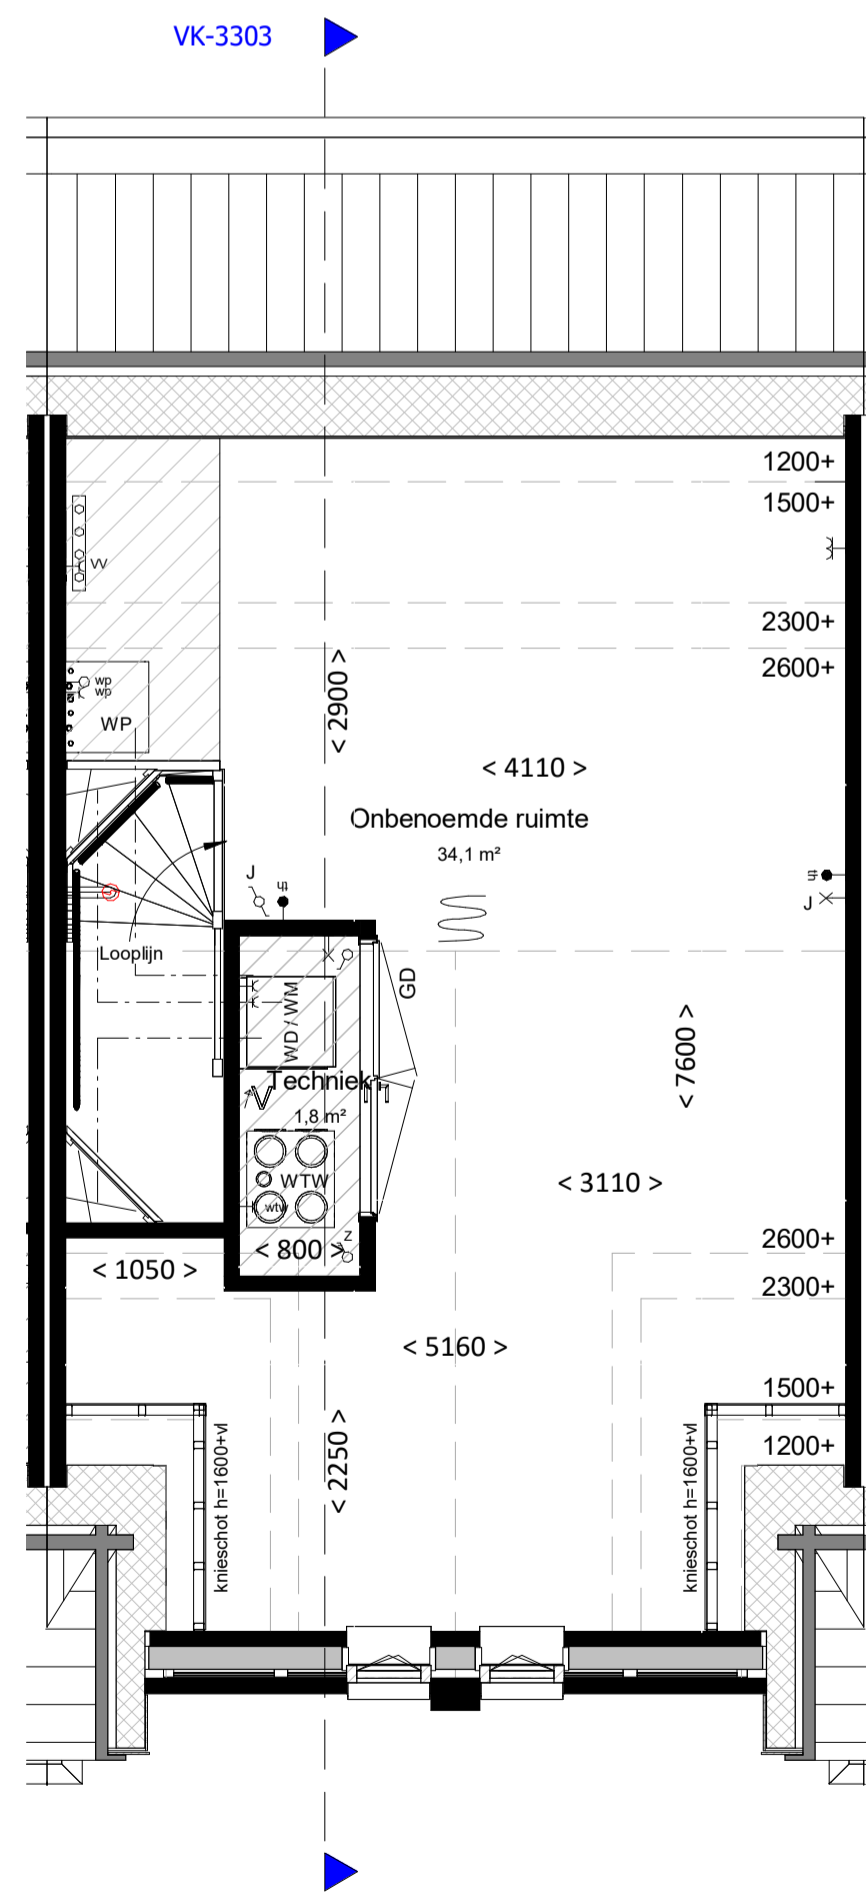 VK-3303
1200+
1500+
VV
2300+
2600+
wp
wp
WP
< 2900 >
< 4110 >
Onbenoemde ruimte
34,1 m²
J
J
Looplijn
GD
WD / WM
< 7600 >
Techniek
1,8 m²
WTW
< 3110 >
wtw
z
< 800 >
2600+
< 1050 >
2300+
< 5160 >
1500+
1200+
knieschot h=1600+vl
< 2250 >
knieschot h=1600+vl